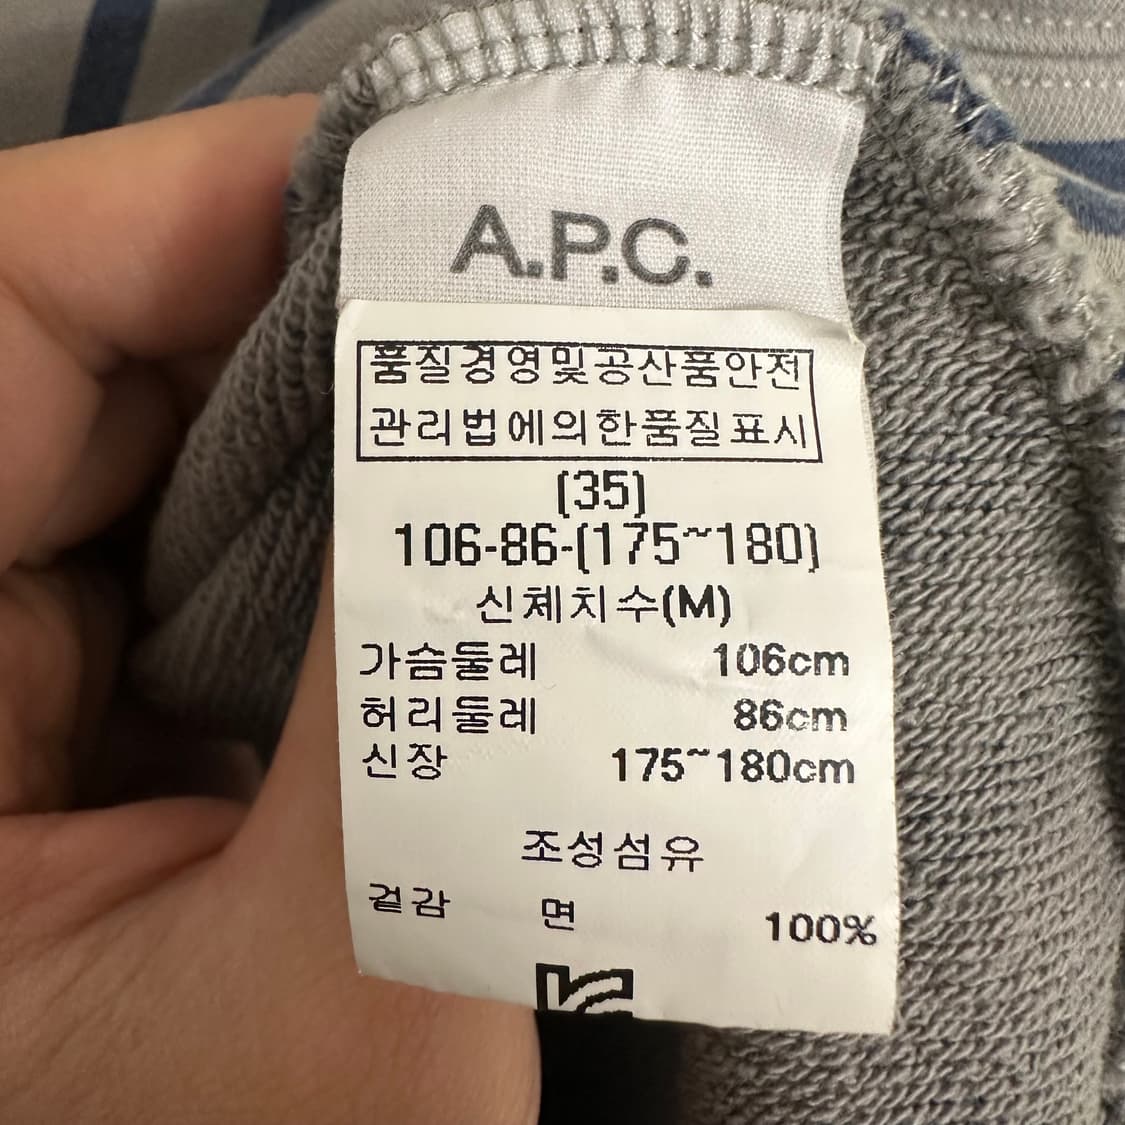 A.P.C.
품질경영및공산품안전
관리법에의한품질표시
(35)
106-86-(175~180)
신체치수(M)
가슴둘레 106cm
허리둘레 86cm
신장 175~180cm
조성섬유
겉감 면 100%